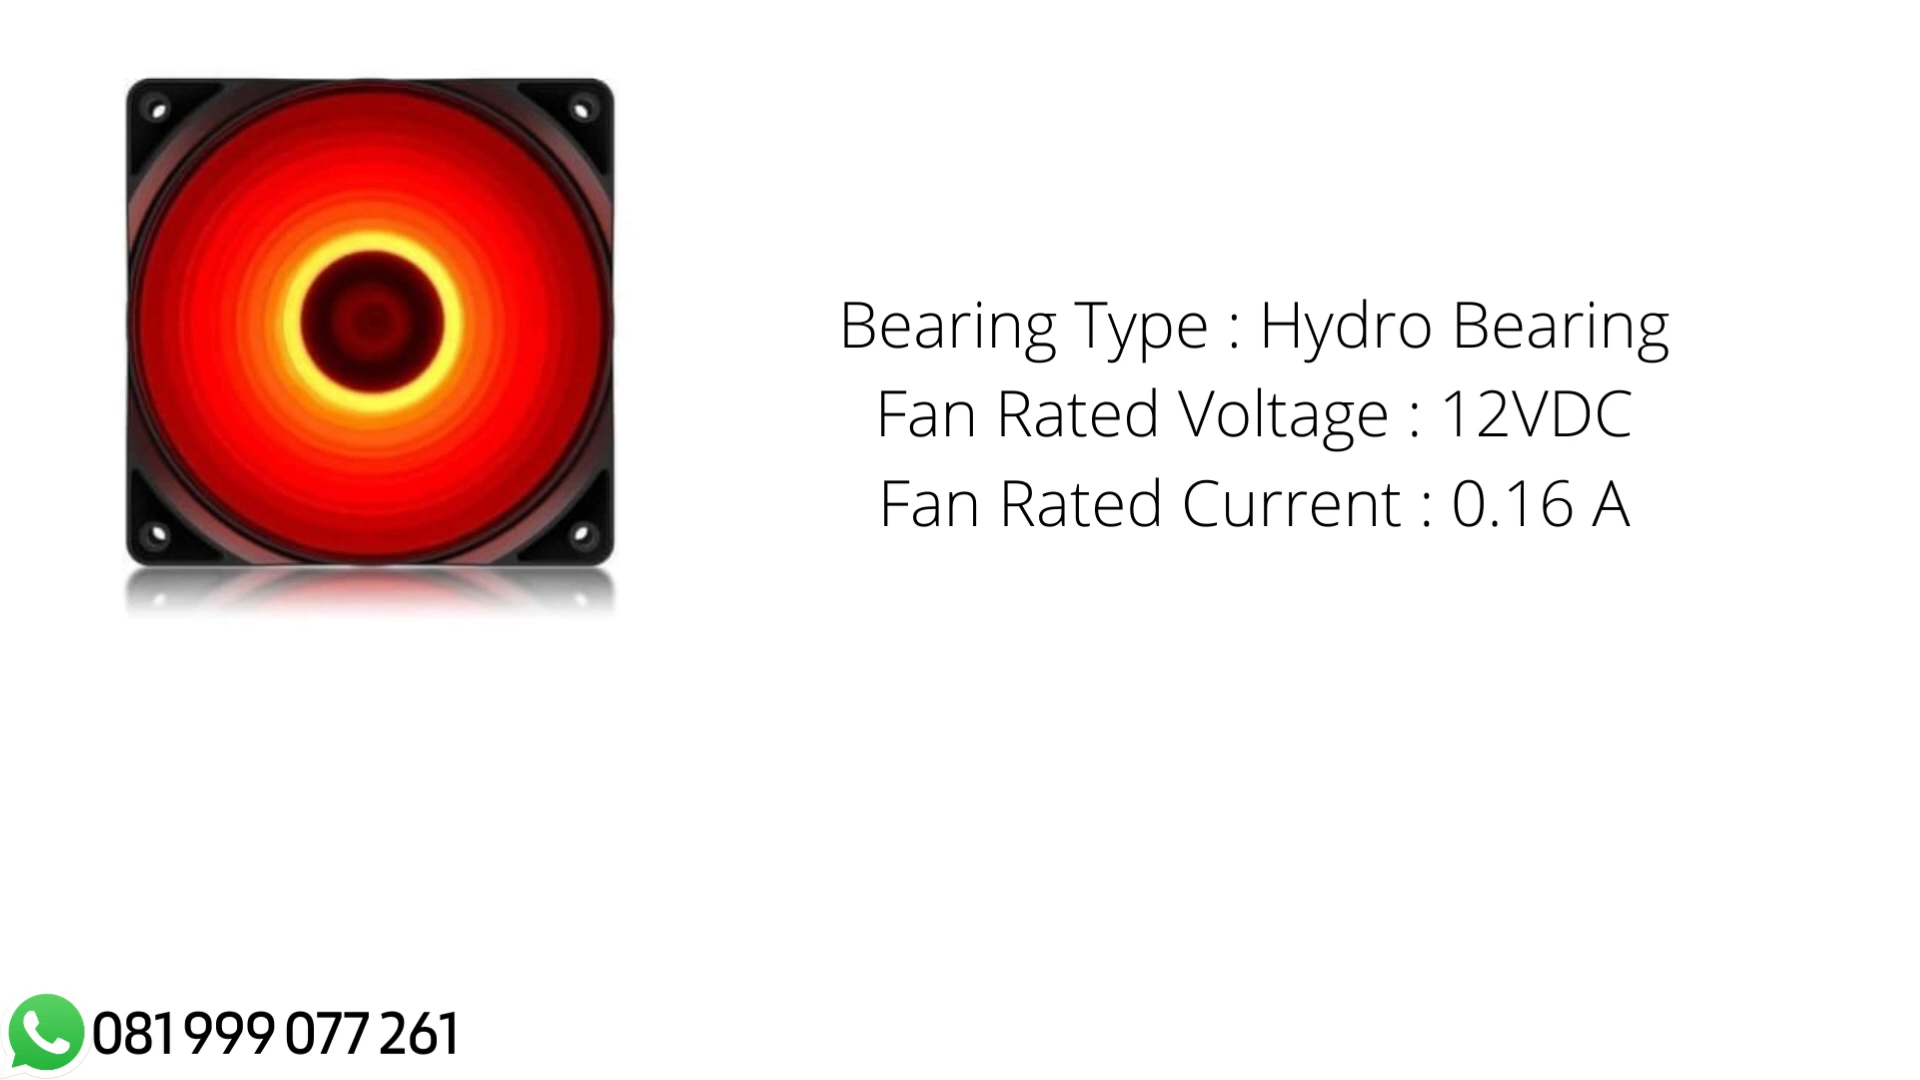 Bearing Type : Hydro Bearing
Fan Rated Voltage : 12VDC
Fan Rated Current : 0.16 A
081 999 077 261